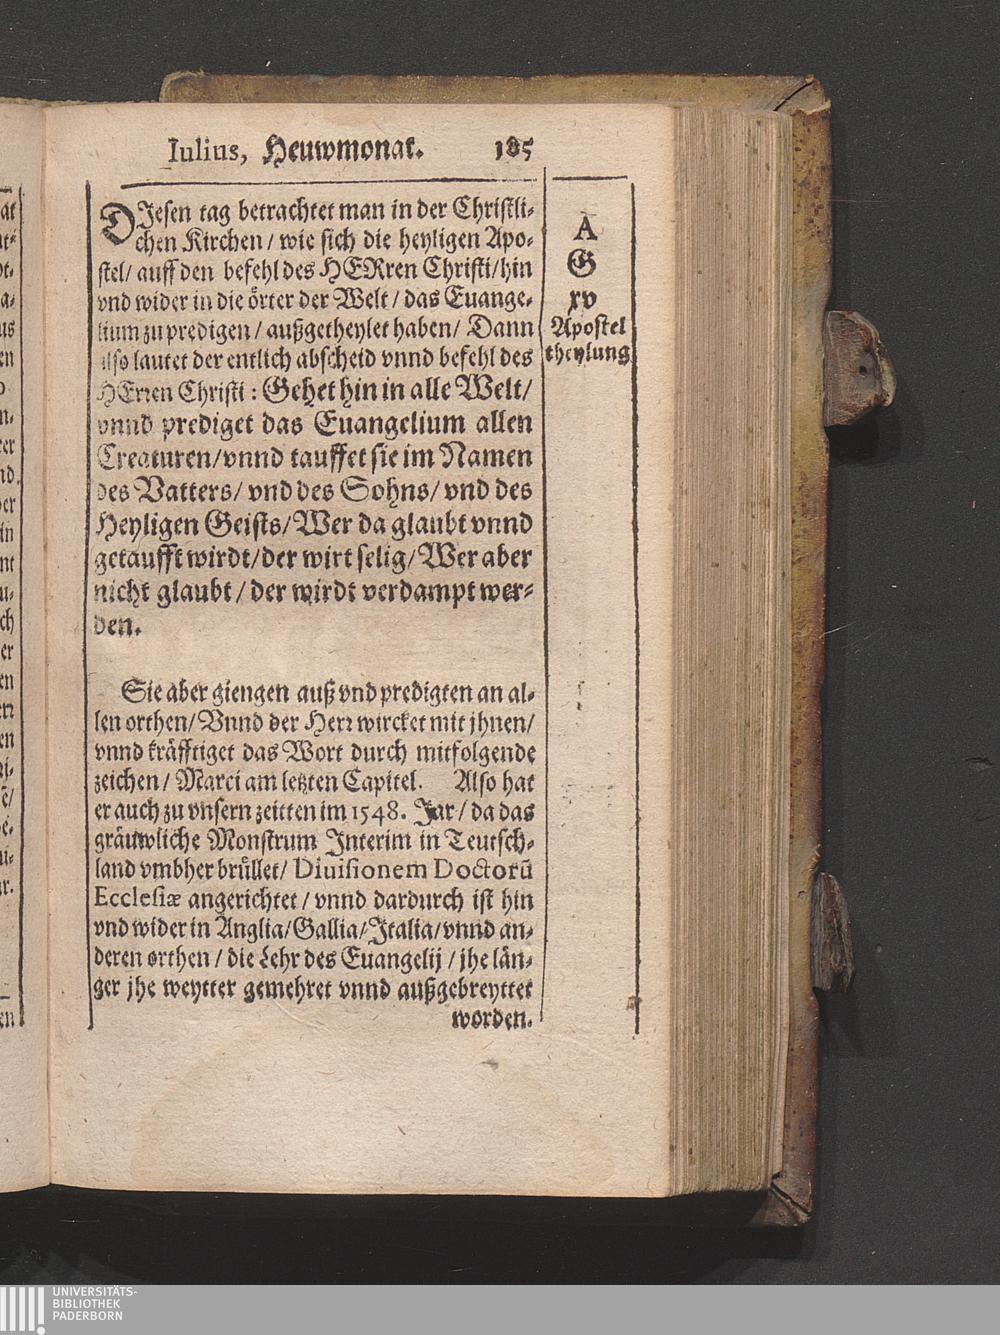 Iulius, Heuwmonat. 185
DJesen tag betrachtet man in der Christli-
chen Kirchen / wie sich die heyligen Apo-
stel / auff den befehl des HERren Christi / hin
vnd wider in die örter der Welt / das Euange-
lium zu predigen / außgetheylet haben / Dann
also lautet der entlich abscheid vnnd befehl des
HErren Christi : Gehet hin in alle Welt /
vnnd prediget das Euangelium allen
Creaturen / vnnd tauffet sie im Namen
des Vatters / vnd des Sohns / vnd des
Heyligen Geists / Wer da glaubt vnnd
getaufft wirdt / der wirt selig / Wer aber
nicht glaubt / der wirdt verdampt wer-
den.
Sie aber giengen auß vnd predigten an al-
len orthen / Vnnd der Herr wircket mit jhnen /
vnnd kräfftiget das Wort durch mitfolgende
zeichen / Marci am letzten Capitel. Also hat
er auch zu vnsern zeitten im 1548. Jar / da das
gräuwliche Monstrum Interim in Teutsch-
land vmbher brüllet / Diuisionem Doctorū
Ecclesiæ angerichtet / vnnd dardurch ist hin
vnd wider in Anglia / Gallia / Italia / vnnd an-
deren orthen / die Lehr des Euangelij / jhe län-
ger jhe weytter gemehret vnnd außgebreyttet
worden.
A
G
xv
Apostel
theylung
UNIVERSITÄTS-
BIBLIOTHEK
PADERBORN